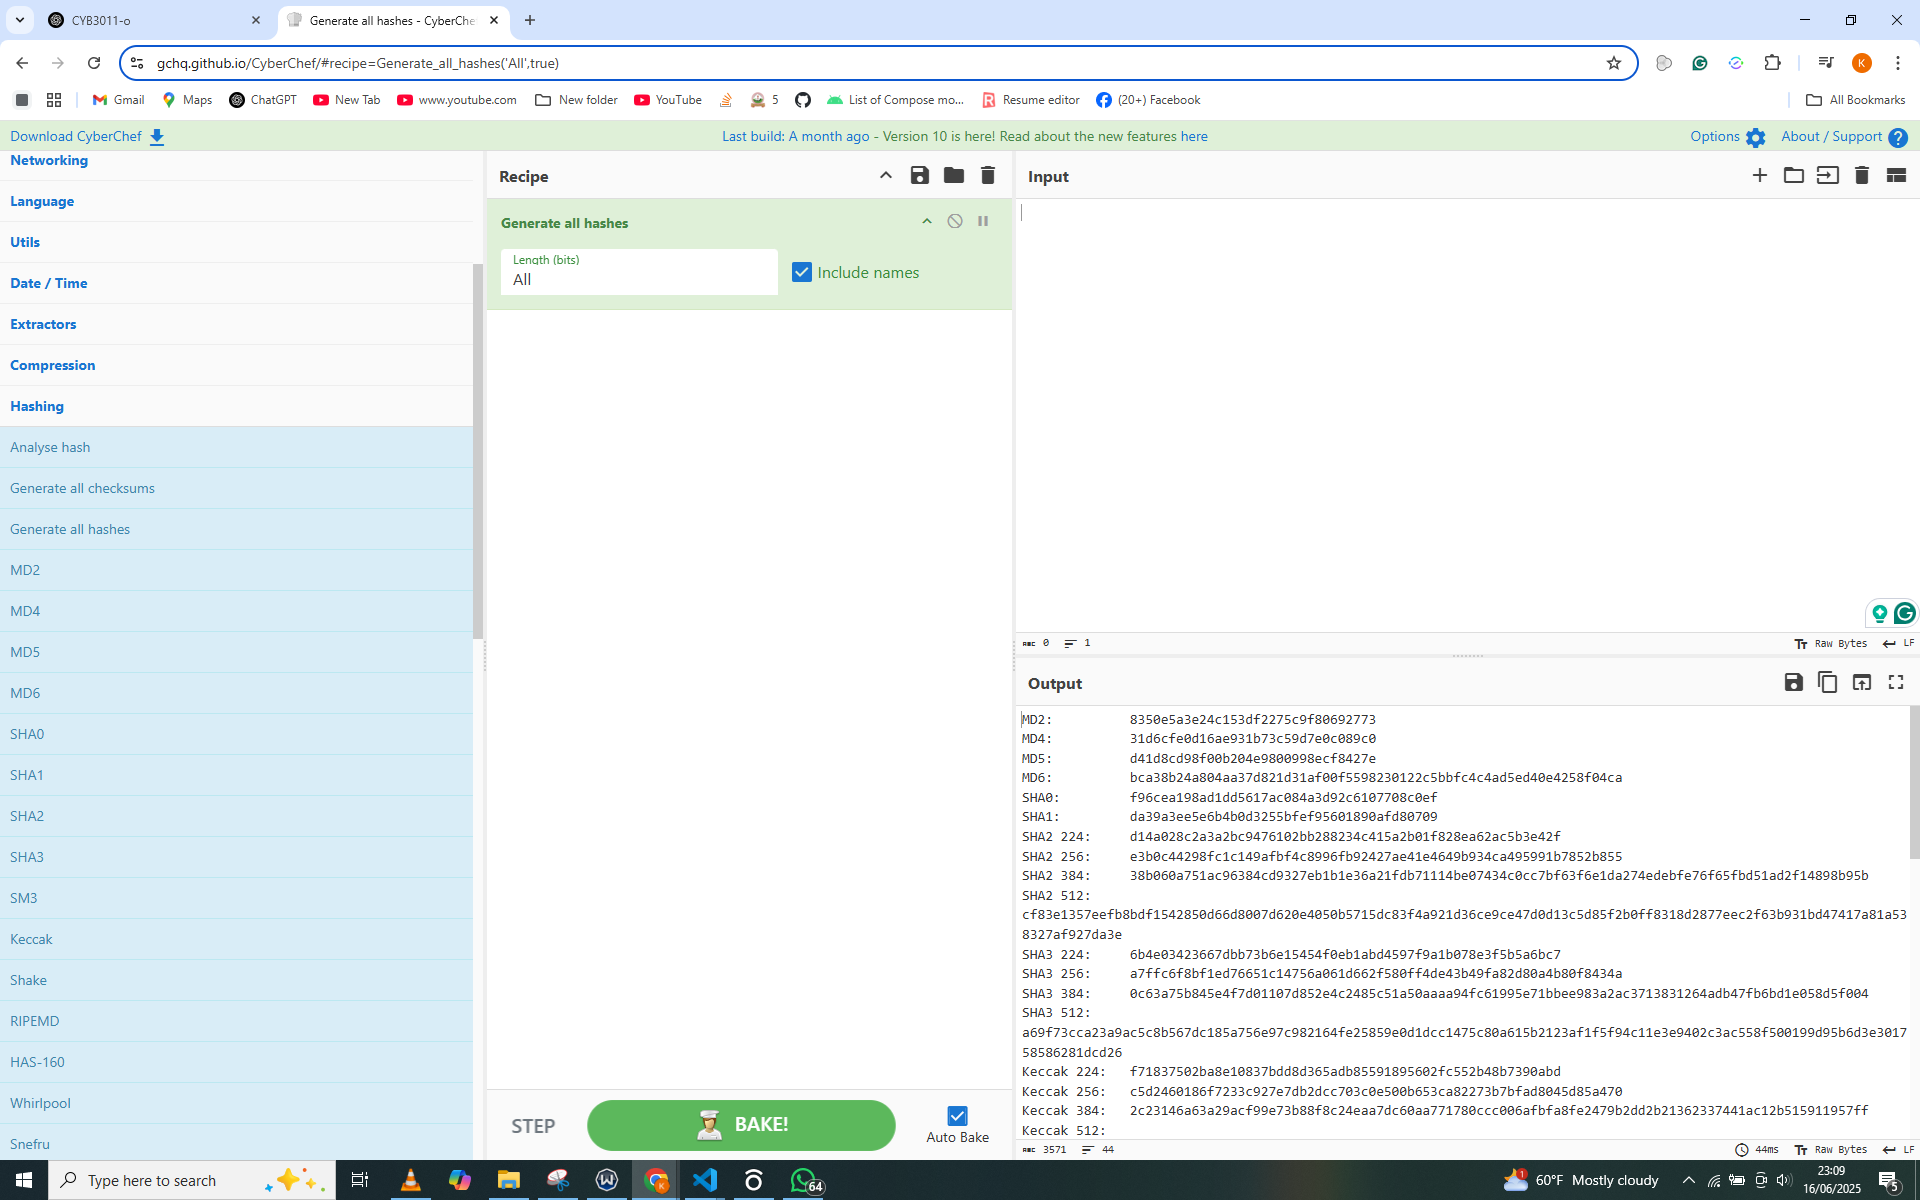 CYB3011-o
Generate all hashes - CyberChe
gchq.github.io/CyberChef/#recipe=Generate_all_hashes('All',true)
K
Gmail
Maps
ChatGPT
New Tab
www.youtube.com
New folder
YouTube
5
List of Compose mo...
Resume editor
(20+) Facebook
All Bookmarks
Download CyberChef
Last build: A month ago - Version 10 is here! Read about the new features here
Options
About / Support
Networking
Language
Utils
Date / Time
Extractors
Compression
Hashing
Analyse hash
Generate all checksums
Generate all hashes
MD2
MD4
MD5
MD6
SHA0
SHA1
SHA2
SHA3
SM3
Keccak
Shake
RIPEMD
HAS-160
Whirlpool
Snefru
Recipe
Generate all hashes
Length (bits)
All
Include names
STEP
BAKE!
Auto Bake
Input
0 1
Raw Bytes LF
Output
MD2: 8350e5a3e24c153df2275c9f80692773
MD4: 31d6cfe0d16ae931b73c59d7e0c089c0
MD5: d41d8cd98f00b204e9800998ecf8427e
MD6: bca38b24a804aa37d821d31af00f5598230122c5bbfc4c4ad5ed40e4258f04ca
SHA0: f96cea198ad1dd5617ac084a3d92c6107708c0ef
SHA1: da39a3ee5e6b4b0d3255bfef95601890afd80709
SHA2 224: d14a028c2a3a2bc9476102bb288234c415a2b01f828ea62ac5b3e42f
SHA2 256: e3b0c44298fc1c149afbf4c8996fb92427ae41e4649b934ca495991b7852b855
SHA2 384: 38b060a751ac96384cd9327eb1b1e36a21fdb71114be07434c0cc7bf63f6e1da274edebfe76f65fbd51ad2f14898b95b
SHA2 512:
cf83e1357eefb8bdf1542850d66d8007d620e4050b5715dc83f4a921d36ce9ce47d0d13c5d85f2b0ff8318d2877eec2f63b931bd47417a81a53
8327af927da3e
SHA3 224: 6b4e03423667dbb73b6e15454f0eb1abd4597f9a1b078e3f5b5a6bc7
SHA3 256: a7ffc6f8bf1ed76651c14756a061d662f580ff4de43b49fa82d80a4b80f8434a
SHA3 384: 0c63a75b845e4f7d01107d852e4c2485c51a50aaaa94fc61995e71bbee983a2ac3713831264adb47fb6bd1e058d5f004
SHA3 512:
a69f73cca23a9ac5c8b567dc185a756e97c982164fe25859e0d1dcc1475c80a615b2123af1f5f94c11e3e9402c3ac558f500199d95b6d3e3017
58586281dcd26
Keccak 224: f71837502ba8e10837bdd8d365adb85591895602fc552b48b7390abd
Keccak 256: c5d2460186f7233c927e7db2dcc703c0e500b653ca82273b7bfad8045d85a470
Keccak 384: 2c23146a63a29acf99e73b88f8c24eaa7dc60aa771780ccc006afbfa8fe2479b2dd2b21362337441ac12b515911957ff
Keccak 512:
3571 44
44ms Raw Bytes LF
Type here to search
64
1
60°F Mostly cloudy
23:09
16/06/2025
5